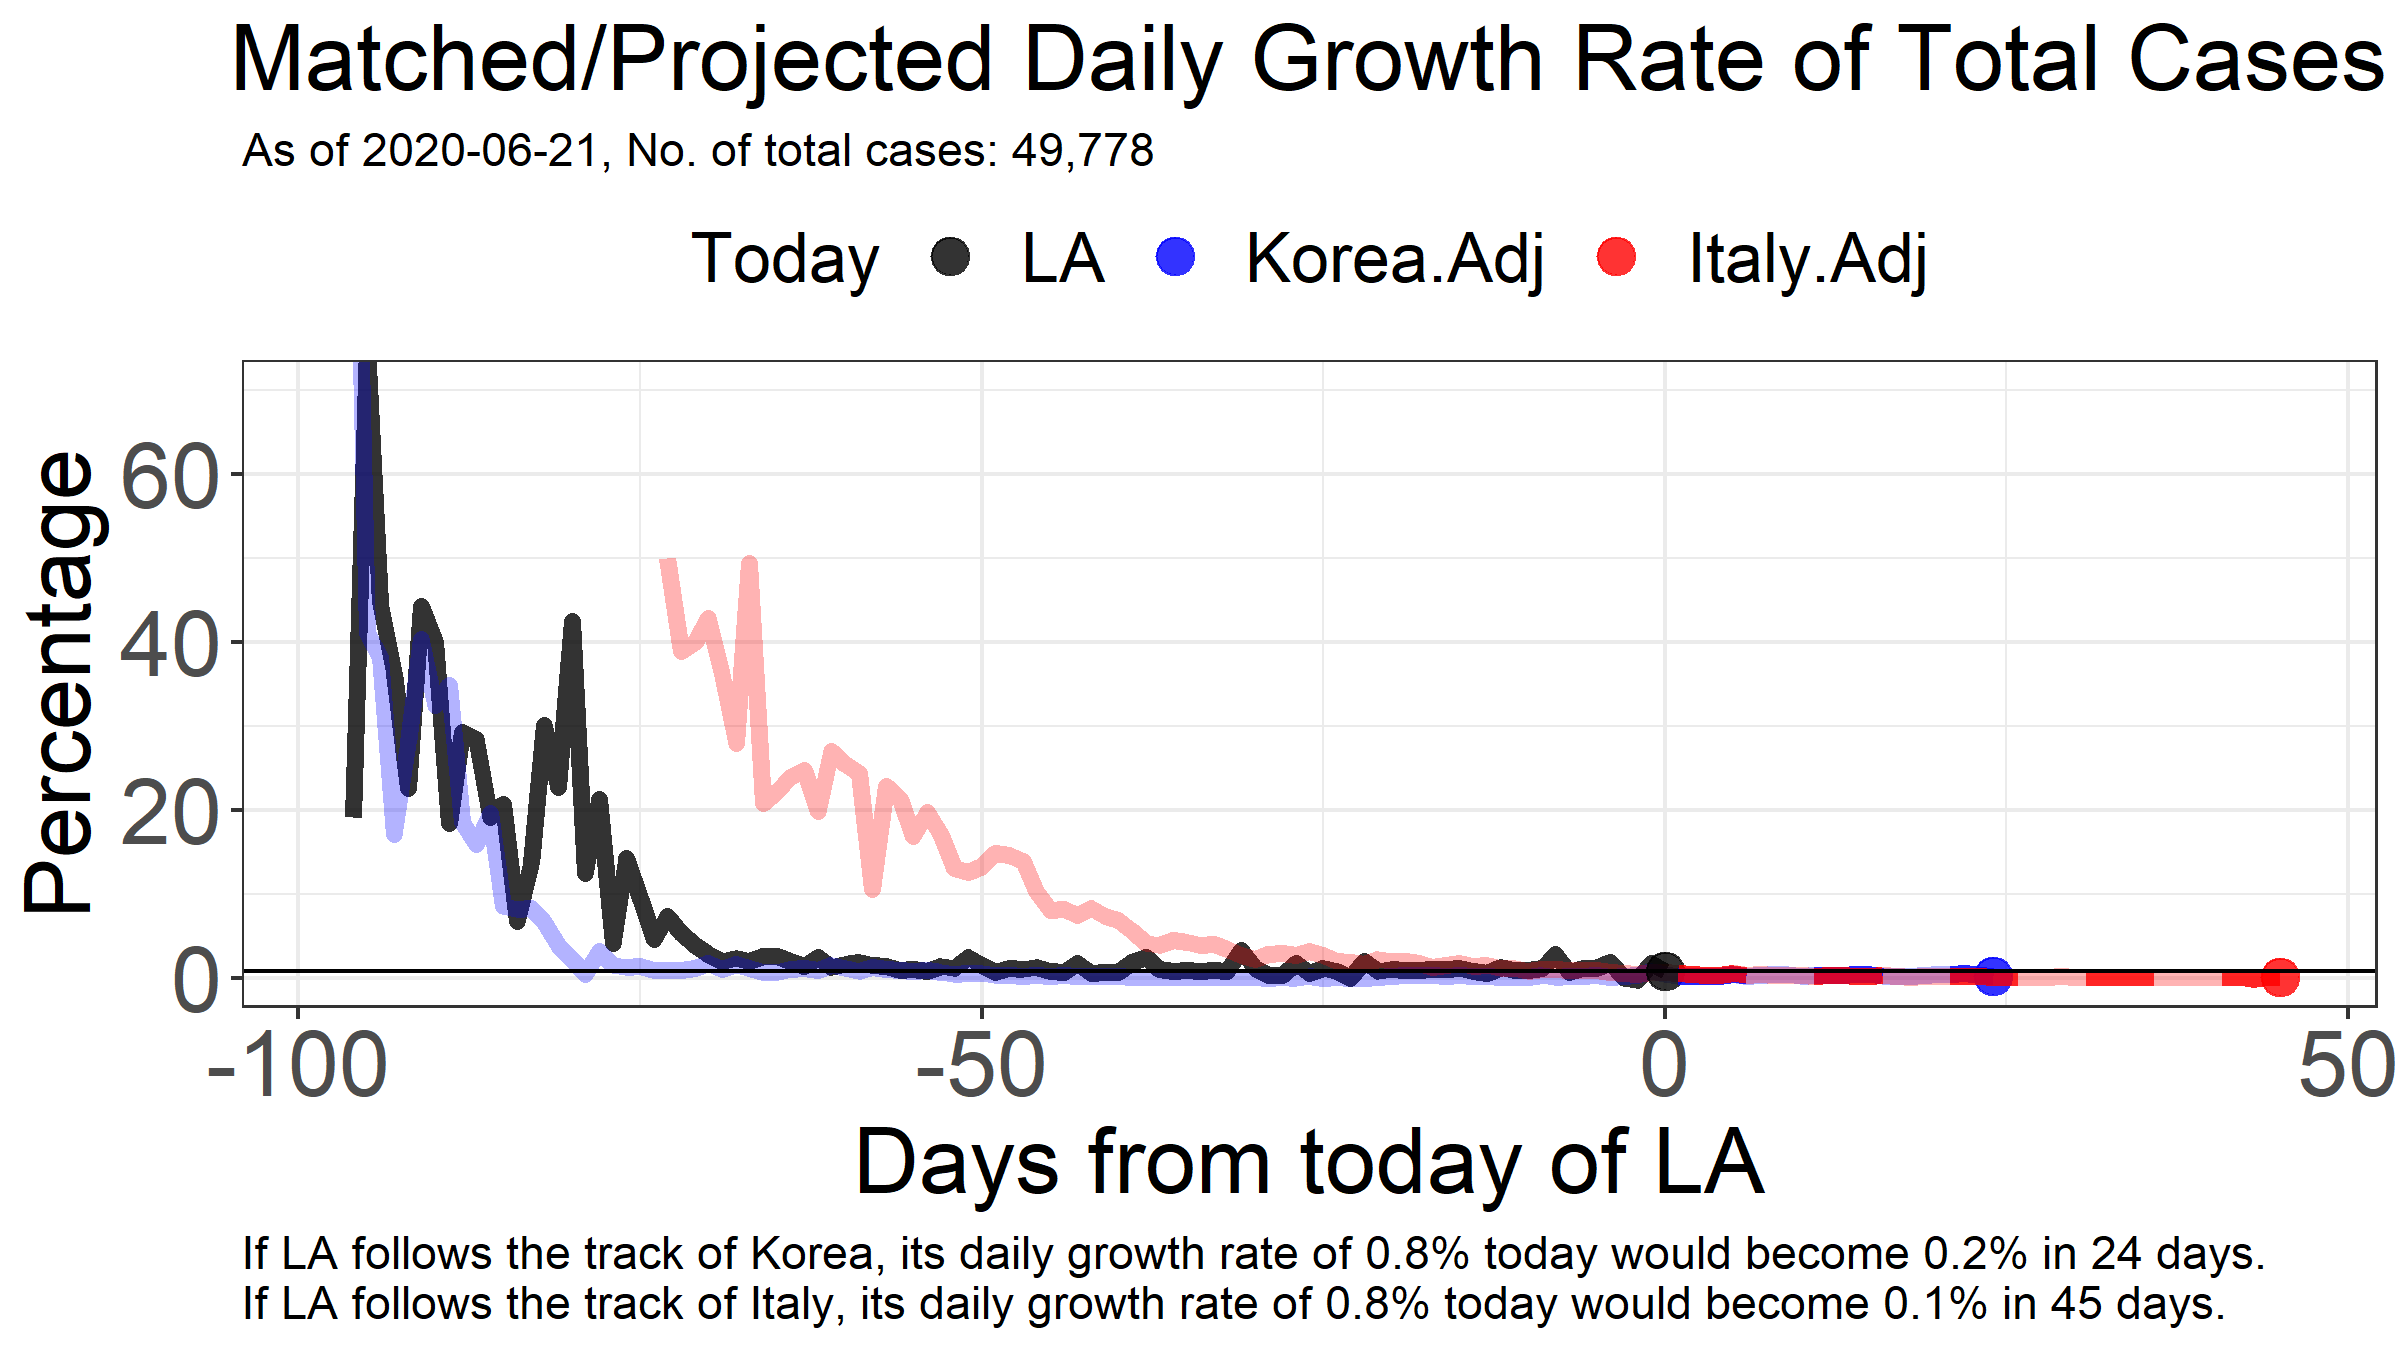 Matched/Projected Daily Growth Rate of Total Cases
As of 2020-06-21, No. of total cases: 49,778
Today LA Korea.Adj Italy.Adj
Percentage
60
40
20
0
-100 -50 0 50
Days from today of LA
If LA follows the track of Korea, its daily growth rate of 0.8% today would become 0.2% in 24 days.
If LA follows the track of Italy, its daily growth rate of 0.8% today would become 0.1% in 45 days.